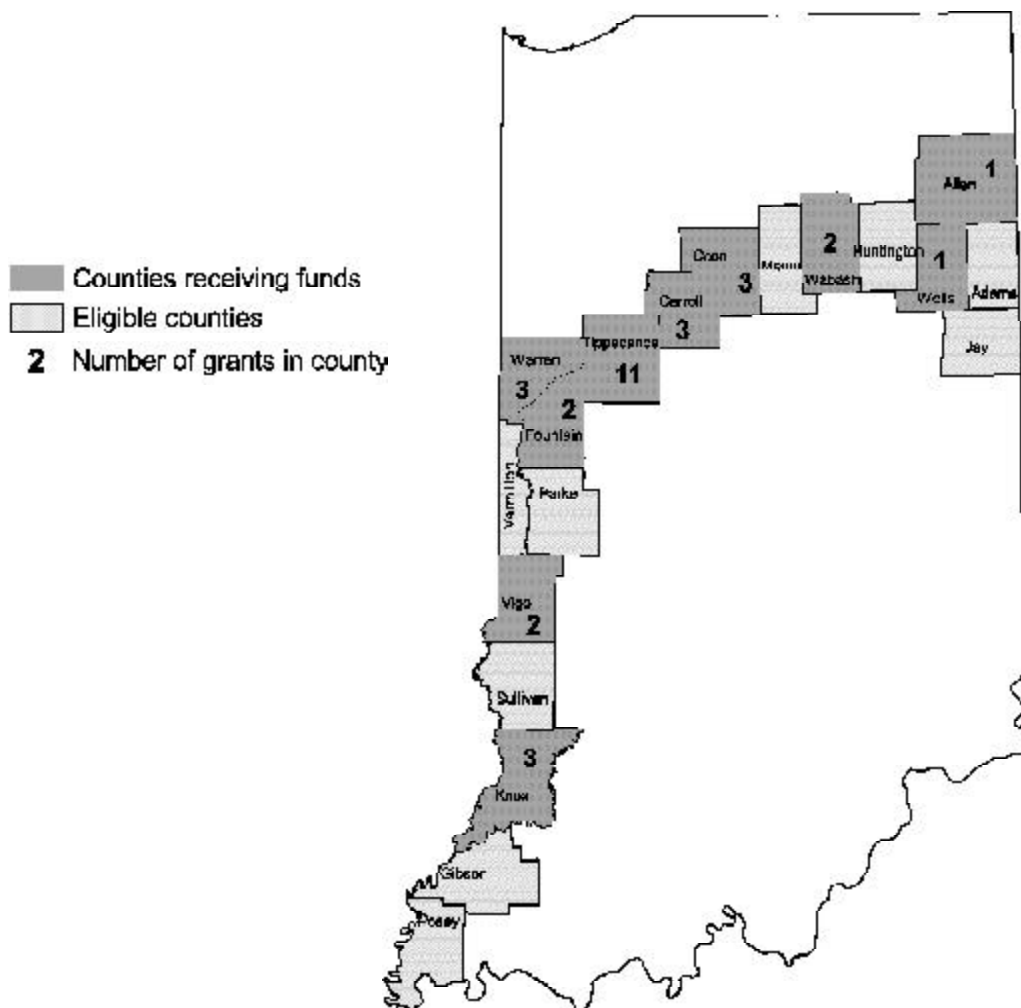 Counties receiving funds
Eligible counties
2 Number of grants in county
1
Allen
Cass
3
Miami
2
Wabash
Huntington
1
Wells
Adams
Jay
Carroll
3
Tippecanoe
11
Warren
3
2
Fountain
Vermillion
Parke
Vigo
2
Sullivan
3
Knox
Gibson
Posey